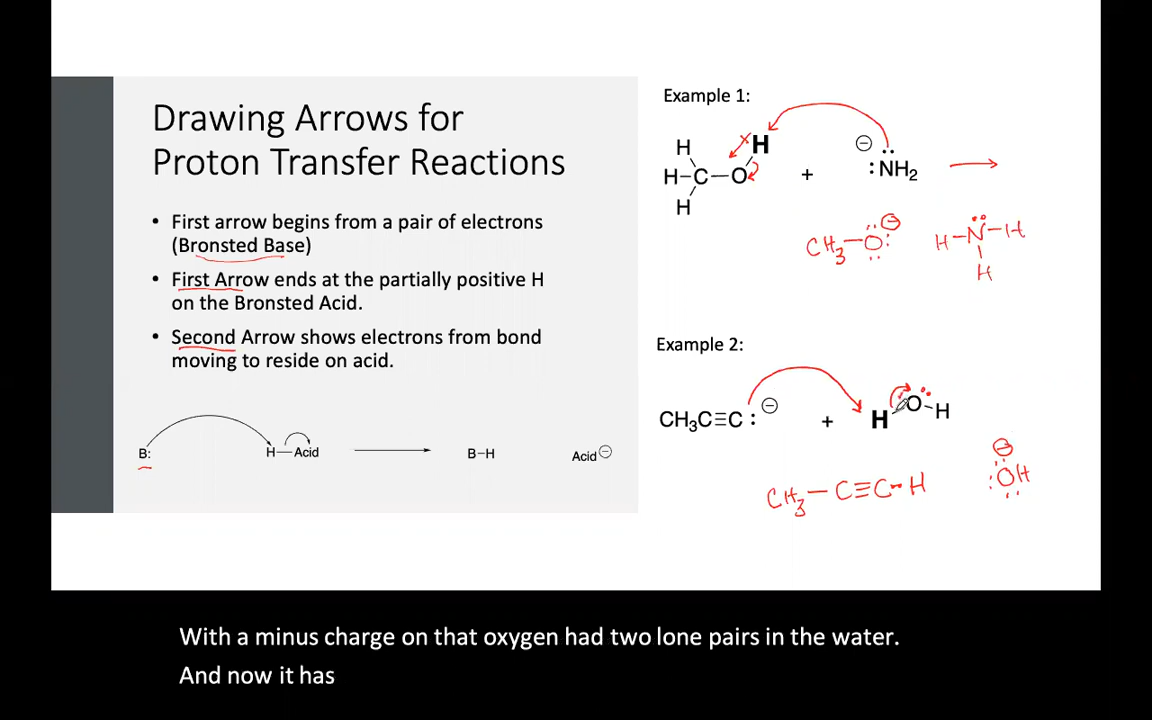 Drawing Arrows for
Proton Transfer Reactions
• First arrow begins from a pair of electrons
(Bronsted Base)
• First Arrow ends at the partially positive H
on the Bronsted Acid.
• Second Arrow shows electrons from bond
moving to reside on acid.
B: H—Acid B–H Acid⊖
Example 1:
H H
H–C–O + ⊖ :NH₂
H
CH₃–O⊖ H–N–H
H
Example 2:
CH₃C≡C:⊖ + H O–H
CH₃–C≡C–H ⊖:OH
With a minus charge on that oxygen had two lone pairs in the water.
And now it has